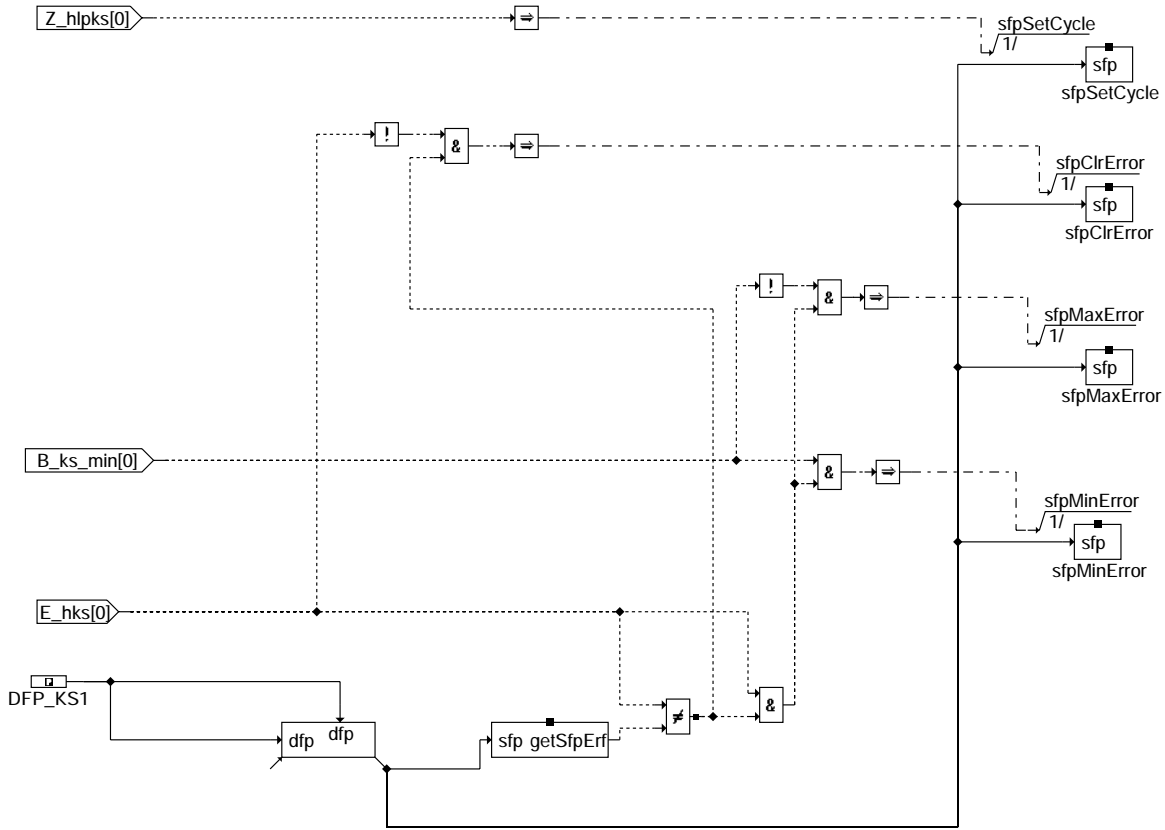 Z_hlpks[0]
⇒
sfpSetCycle
1/
sfp
sfpSetCycle
!
&
⇒
sfpClrError
1/
sfp
sfpClrError
!
&
⇒
sfpMaxError
1/
sfp
sfpMaxError
B_ks_min[0]
&
⇒
sfpMinError
1/
sfp
sfpMinError
E_hks[0]
DFP_KS1
dfp dfp
sfp getSfpErf
≠
&